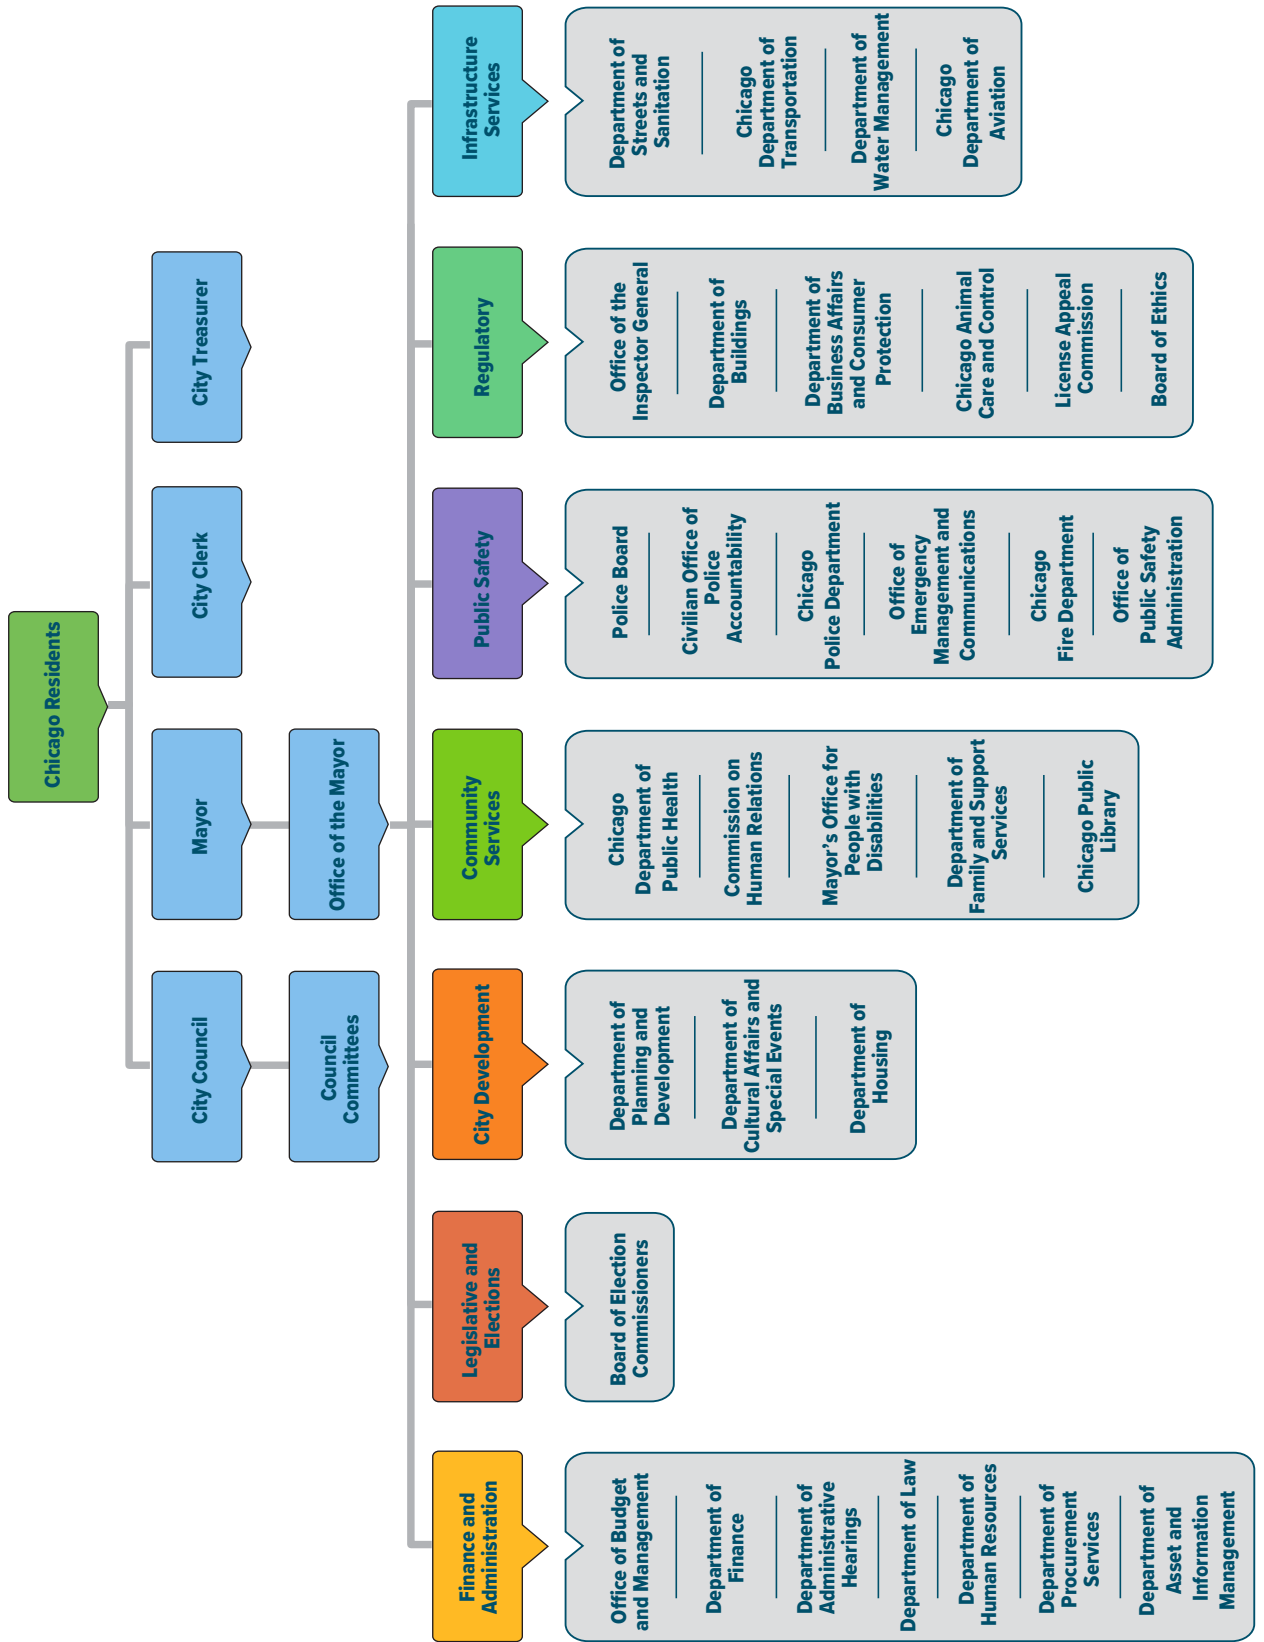 Chicago Residents
City Council
Mayor
City Clerk
City Treasurer
Council
Committees
Office of the Mayor
Finance and
Administration
Legislative and
Elections
City Development
Community
Services
Public Safety
Regulatory
Infrastructure
Services
Office of Budget
and Management
Department of
Finance
Department of
Administrative
Hearings
Department of Law
Department of
Human Resources
Department of
Procurement
Services
Department of
Asset and
Information
Management
Board of Election
Commissioners
Department of
Planning and
Development
Department of
Cultural Affairs and
Special Events
Department of
Housing
Chicago
Department of
Public Health
Commission on
Human Relations
Mayor's Office for
People with
Disabilities
Department of
Family and Support
Services
Chicago Public
Library
Police Board
Civilian Office of
Police
Accountability
Chicago
Police Department
Office of
Emergency
Management and
Communications
Chicago
Fire Department
Office of
Public Safety
Administration
Office of the
Inspector General
Department of
Buildings
Department of
Business Affairs
and Consumer
Protection
Chicago Animal
Care and Control
License Appeal
Commission
Board of Ethics
Department of
Streets and
Sanitation
Chicago
Department of
Transportation
Department of
Water Management
Chicago
Department of
Aviation